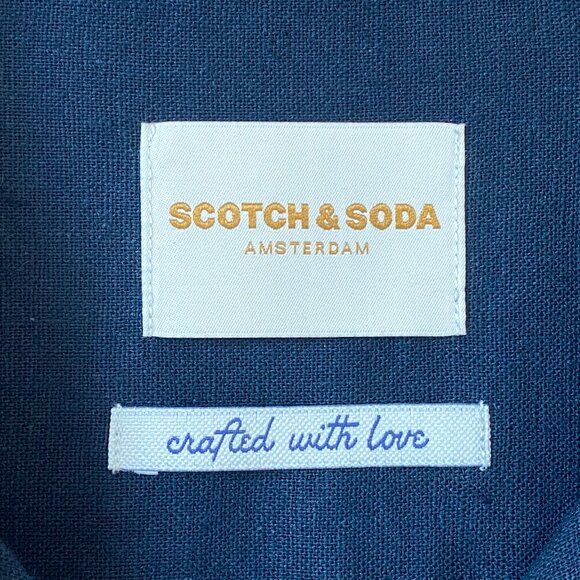 SCOTCH & SODA
AMSTERDAM
crafted with love